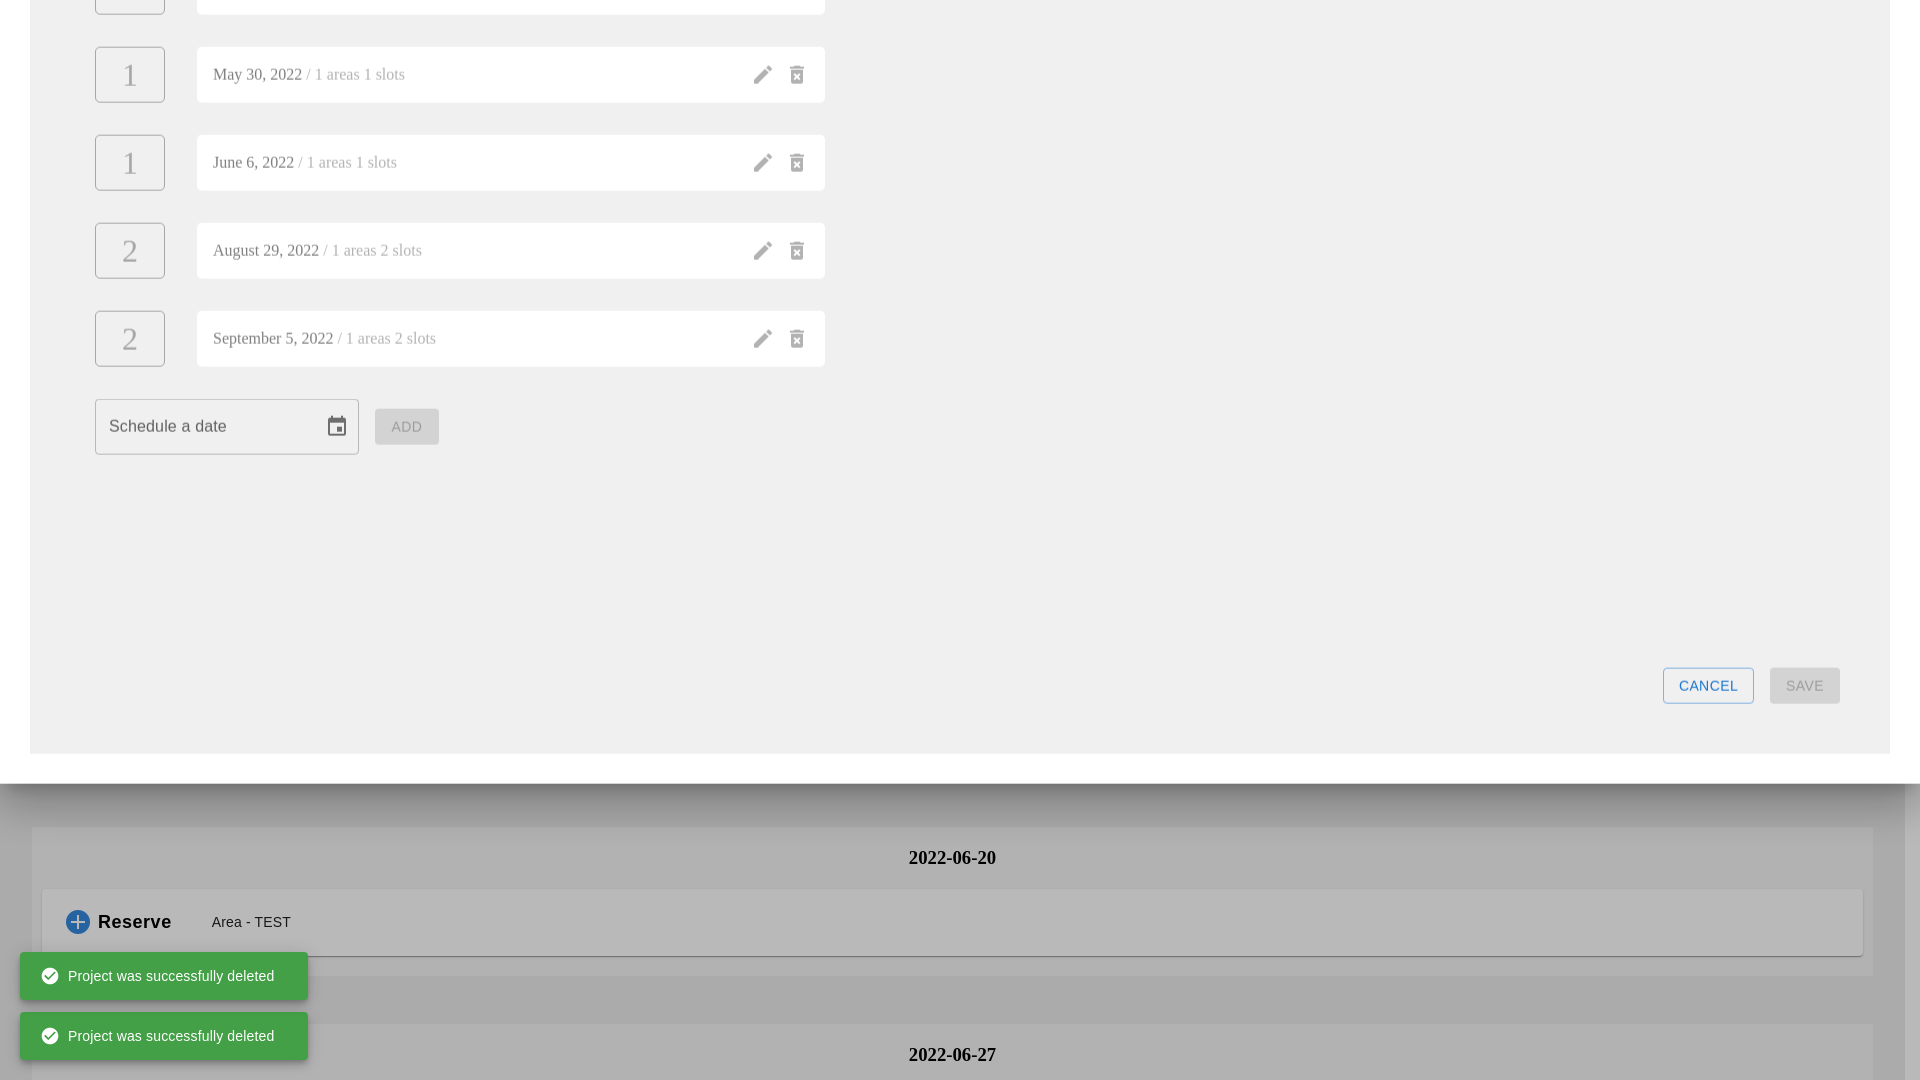 1
May 30, 2022 / 1 areas 1 slots
1
June 6, 2022 / 1 areas 1 slots
2
August 29, 2022 / 1 areas 2 slots
2
September 5, 2022 / 1 areas 2 slots
Schedule a date
ADD
CANCEL
SAVE
2022-06-20
Reserve
Area - TEST
Project was successfully deleted
Project was successfully deleted
2022-06-27